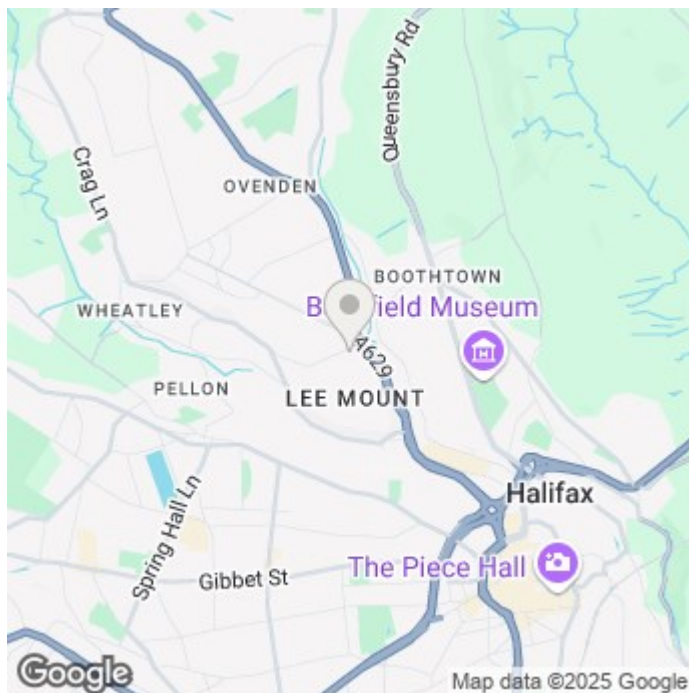 Queensbury Rd
Crag Ln
OVENDEN
BOOTHTOWN
WHEATLEY
field Museum
4629
PELLON
LEE MOUNT
Spring Hall Ln
Halifax
The Piece Hall
Gibbet St
Google
Map data ©2025 Google